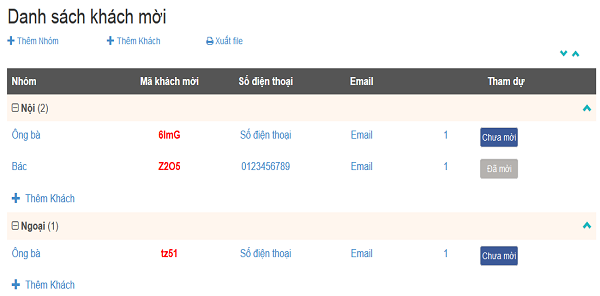 Danh sách khách mời
Thêm Nhóm Thêm Khách Xuất file
Nhóm Mã khách mời Số điện thoại Email Tham dự
Nội (2)
Ông bà 6ImG Số điện thoại Email 1 Chưa mời
Bác Z2O5 0123456789 Email 1 Đã mời
Thêm Khách
Ngoại (1)
Ông bà tz51 Số điện thoại Email 1 Chưa mời
Thêm Khách